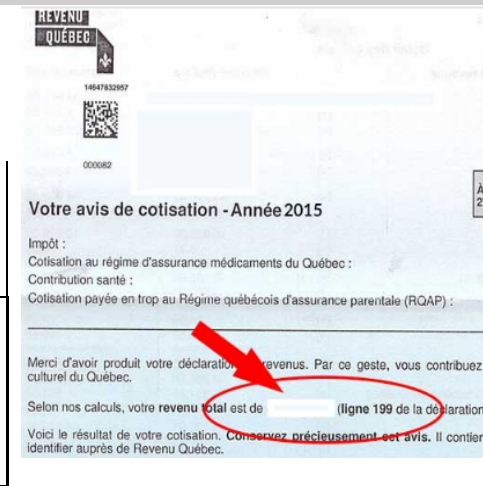 REVENU
QUÉBEC
14647832957
000082
À
2
Votre avis de cotisation - Année 2015
Impôt :
Cotisation au régime d'assurance médicaments du Québec :
Contribution santé :
Cotisation payée en trop au Régime québécois d'assurance parentale (RQAP) :
Merci d'avoir produit votre déclaration revenus. Par ce geste, vous contribuez
culturel du Québec.
Selon nos calculs, votre revenu total est de (ligne 199 de la déclaration
Voici le résultat de votre cotisation. Conservez précieusement cet avis. Il contien
identifier auprès de Revenu Québec.